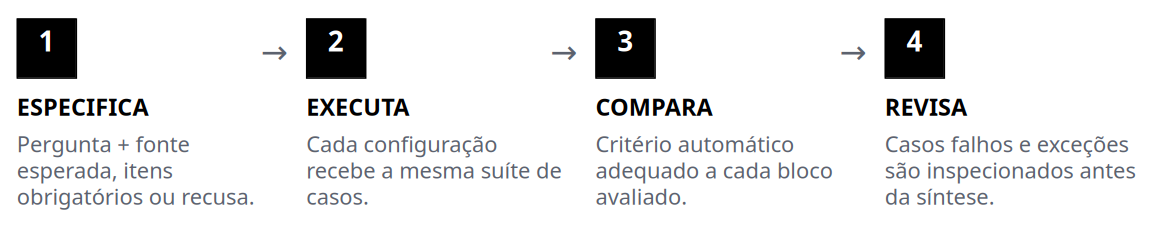 1
→
2
→
3
→
4
ESPECIFICA
EXECUTA
COMPARA
REVISA
Pergunta + fonte
esperada, itens
obrigatórios ou recusa.
Cada configuração
recebe a mesma suíte de
casos.
Critério automático
adequado a cada bloco
avaliado.
Casos falhos e exceções
são inspecionados antes
da síntese.